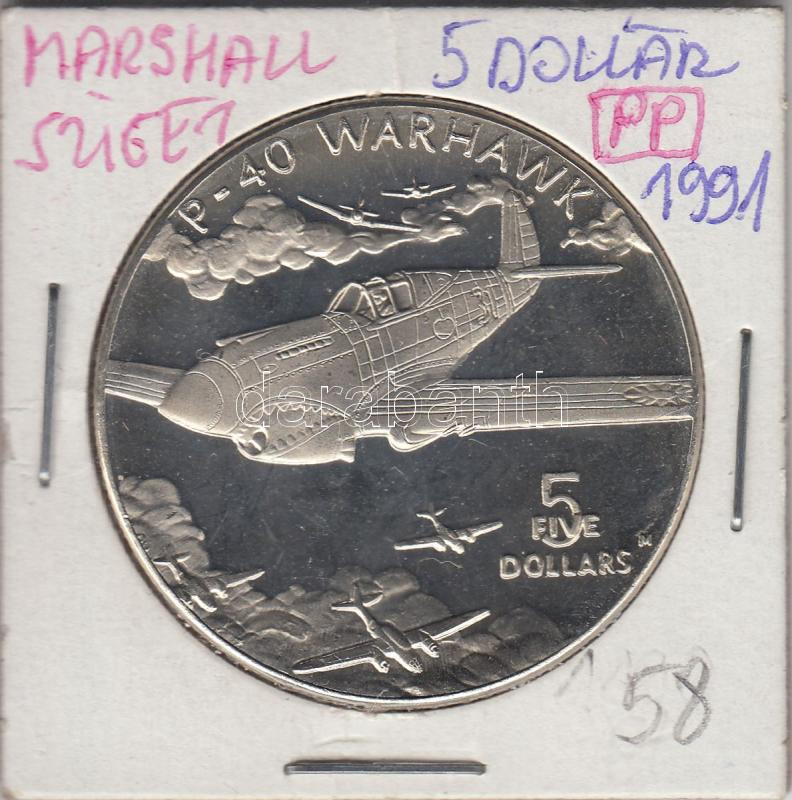 MARSHALL
SZIGET
5 DOLLÁR
PP
1991
P-40 WARHAWK
darabanth
5
FIVE
DOLLARS
M
58